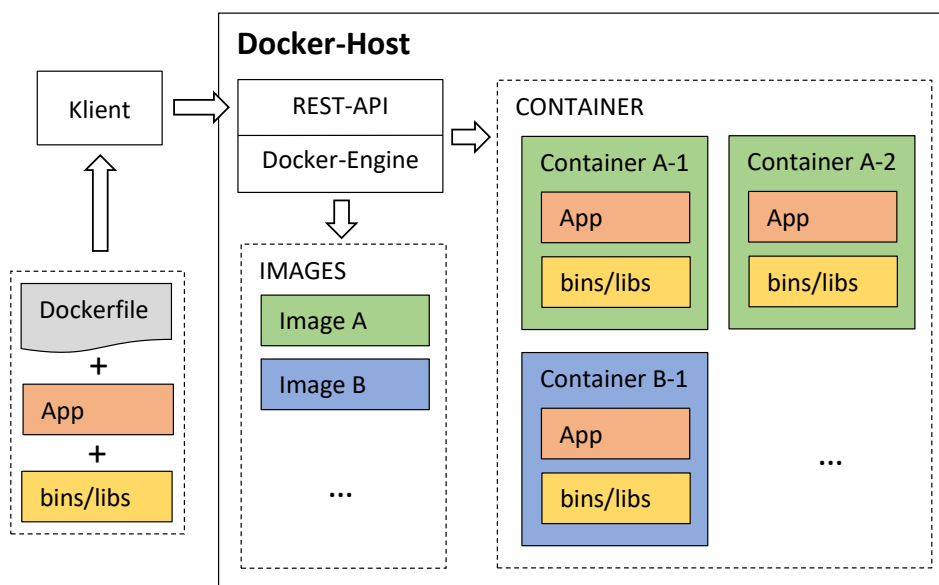 Docker-Host
Klient
REST-API
Docker-Engine
CONTAINER
Container A-1
App
bins/libs
Container A-2
App
bins/libs
Container B-1
App
bins/libs
...
IMAGES
Image A
Image B
...
Dockerfile
+
App
+
bins/libs